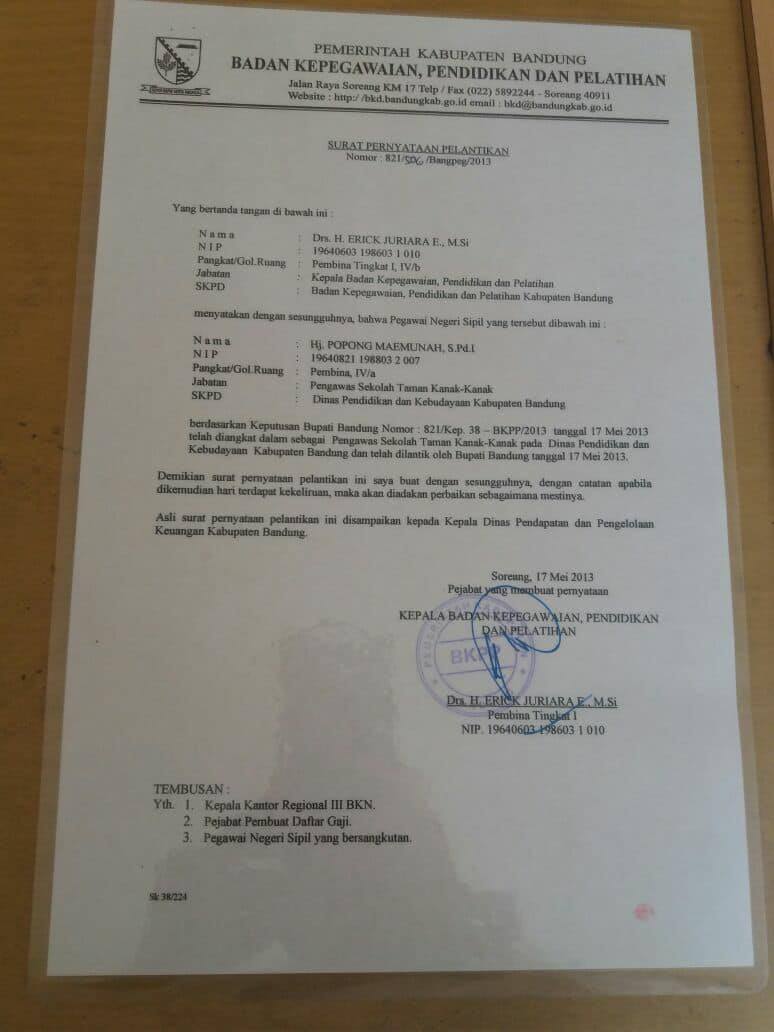 PEMERINTAH KABUPATEN BANDUNG
BADAN KEPEGAWAIAN, PENDIDIKAN DAN PELATIHAN
Jalan Raya Soreang KM 17 Telp / Fax (022) 5892244 - Soreang 40911
Website : http:/ /bkd.bandungkab.go.id email : bkd@bandungkab.go.id
SURAT PERNYATAAN PELANTIKAN
Nomor : 821/506/Bangpeg/2013
Yang bertanda tangan di bawah ini :
N a m a : Drs. H. ERICK JURIARA E., M.Si
N I P : 19640603 198603 1 010
Pangkat/Gol.Ruang : Pembina Tingkat I, IV/b
Jabatan : Kepala Badan Kepegawaian, Pendidikan dan Pelatihan
SKPD : Badan Kepegawaian, Pendidikan dan Pelatihan Kabupaten Bandung
menyatakan dengan sesungguhnya, bahwa Pegawai Negeri Sipil yang tersebut dibawah ini :
N a m a : Hj. POPONG MAEMUNAH, S.Pd.I
N I P : 19640821 198803 2 007
Pangkat/Gol.Ruang : Pembina, IV/a
Jabatan : Pengawas Sekolah Taman Kanak-Kanak
SKPD : Dinas Pendidikan dan Kebudayaan Kabupaten Bandung
berdasarkan Keputusan Bupati Bandung Nomor : 821/Kep. 38 – BKPP/2013 tanggal 17 Mei 2013
telah diangkat dalam sebagai Pengawas Sekolah Taman Kanak-Kanak pada Dinas Pendidikan dan
Kebudayaan Kabupaten Bandung dan telah dilantik oleh Bupati Bandung tanggal 17 Mei 2013.
Demikian surat pernyataan pelantikan ini saya buat dengan sesungguhnya, dengan catatan apabila
dikemudian hari terdapat kekeliruan, maka akan diadakan perbaikan sebagaimana mestinya.
Asli surat pernyataan pelantikan ini disampaikan kepada Kepala Dinas Pendapatan dan Pengelolaan
Keuangan Kabupaten Bandung.
Soreang, 17 Mei 2013
Pejabat yang membuat pernyataan
KEPALA BADAN KEPEGAWAIAN, PENDIDIKAN
DAN PELATIHAN
BKPP
Drs. H. ERICK JURIARA E., M.Si
Pembina Tingkat I
NIP. 19640603 198603 1 010
TEMBUSAN :
Yth. 1. Kepala Kantor Regional III BKN.
2. Pejabat Pembuat Daftar Gaji.
3. Pegawai Negeri Sipil yang bersangkutan.
Sk 38/224